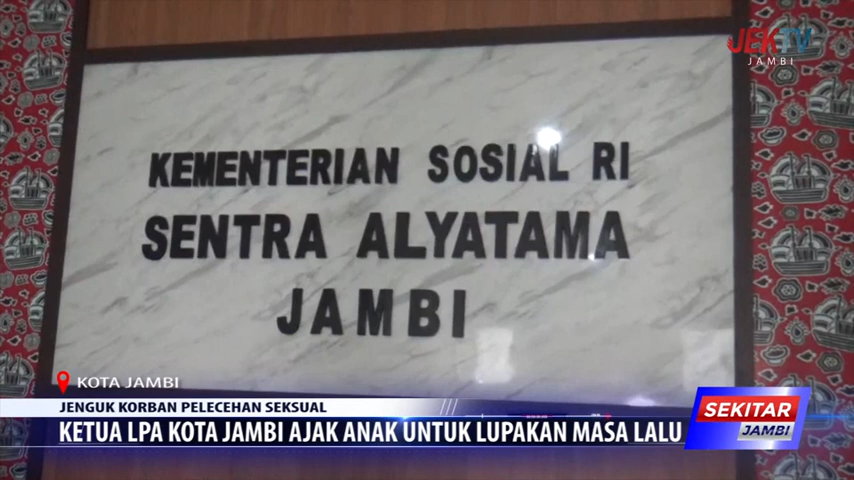 JEKTV
JAMBI
KEMENTERIAN SOSIAL RI
SENTRA ALYATAMA
JAMBI
KOTA JAMBI
JENGUK KORBAN PELECEHAN SEKSUAL
KETUA LPA KOTA JAMBI AJAK ANAK UNTUK LUPAKAN MASA LALU
SEKITAR
JAMBI